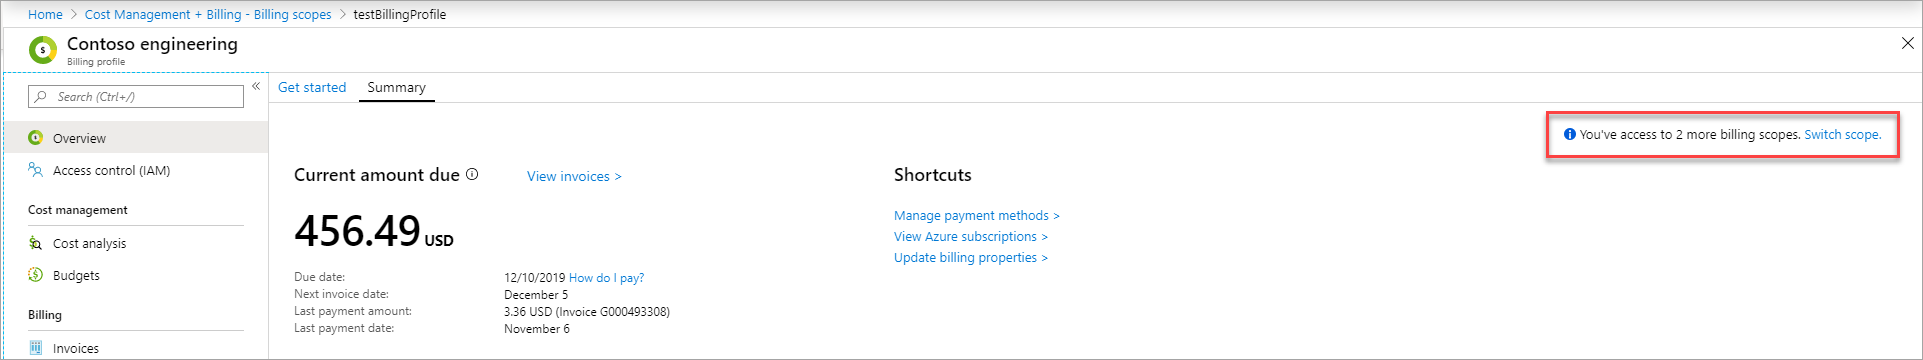 Home > Cost Management + Billing - Billing scopes > testBillingProfile
Contoso engineering
Billing profile
Search (Ctrl+/)
«
Overview
Access control (IAM)
Cost management
Cost analysis
Budgets
Billing
Invoices
Get started Summary
You've access to 2 more billing scopes. Switch scope.
Current amount due View invoices >
456.49 USD
Due date: 12/10/2019 How do I pay?
Next invoice date: December 5
Last payment amount: 3.36 USD (Invoice G000493308)
Last payment date: November 6
Shortcuts
Manage payment methods >
View Azure subscriptions >
Update billing properties >